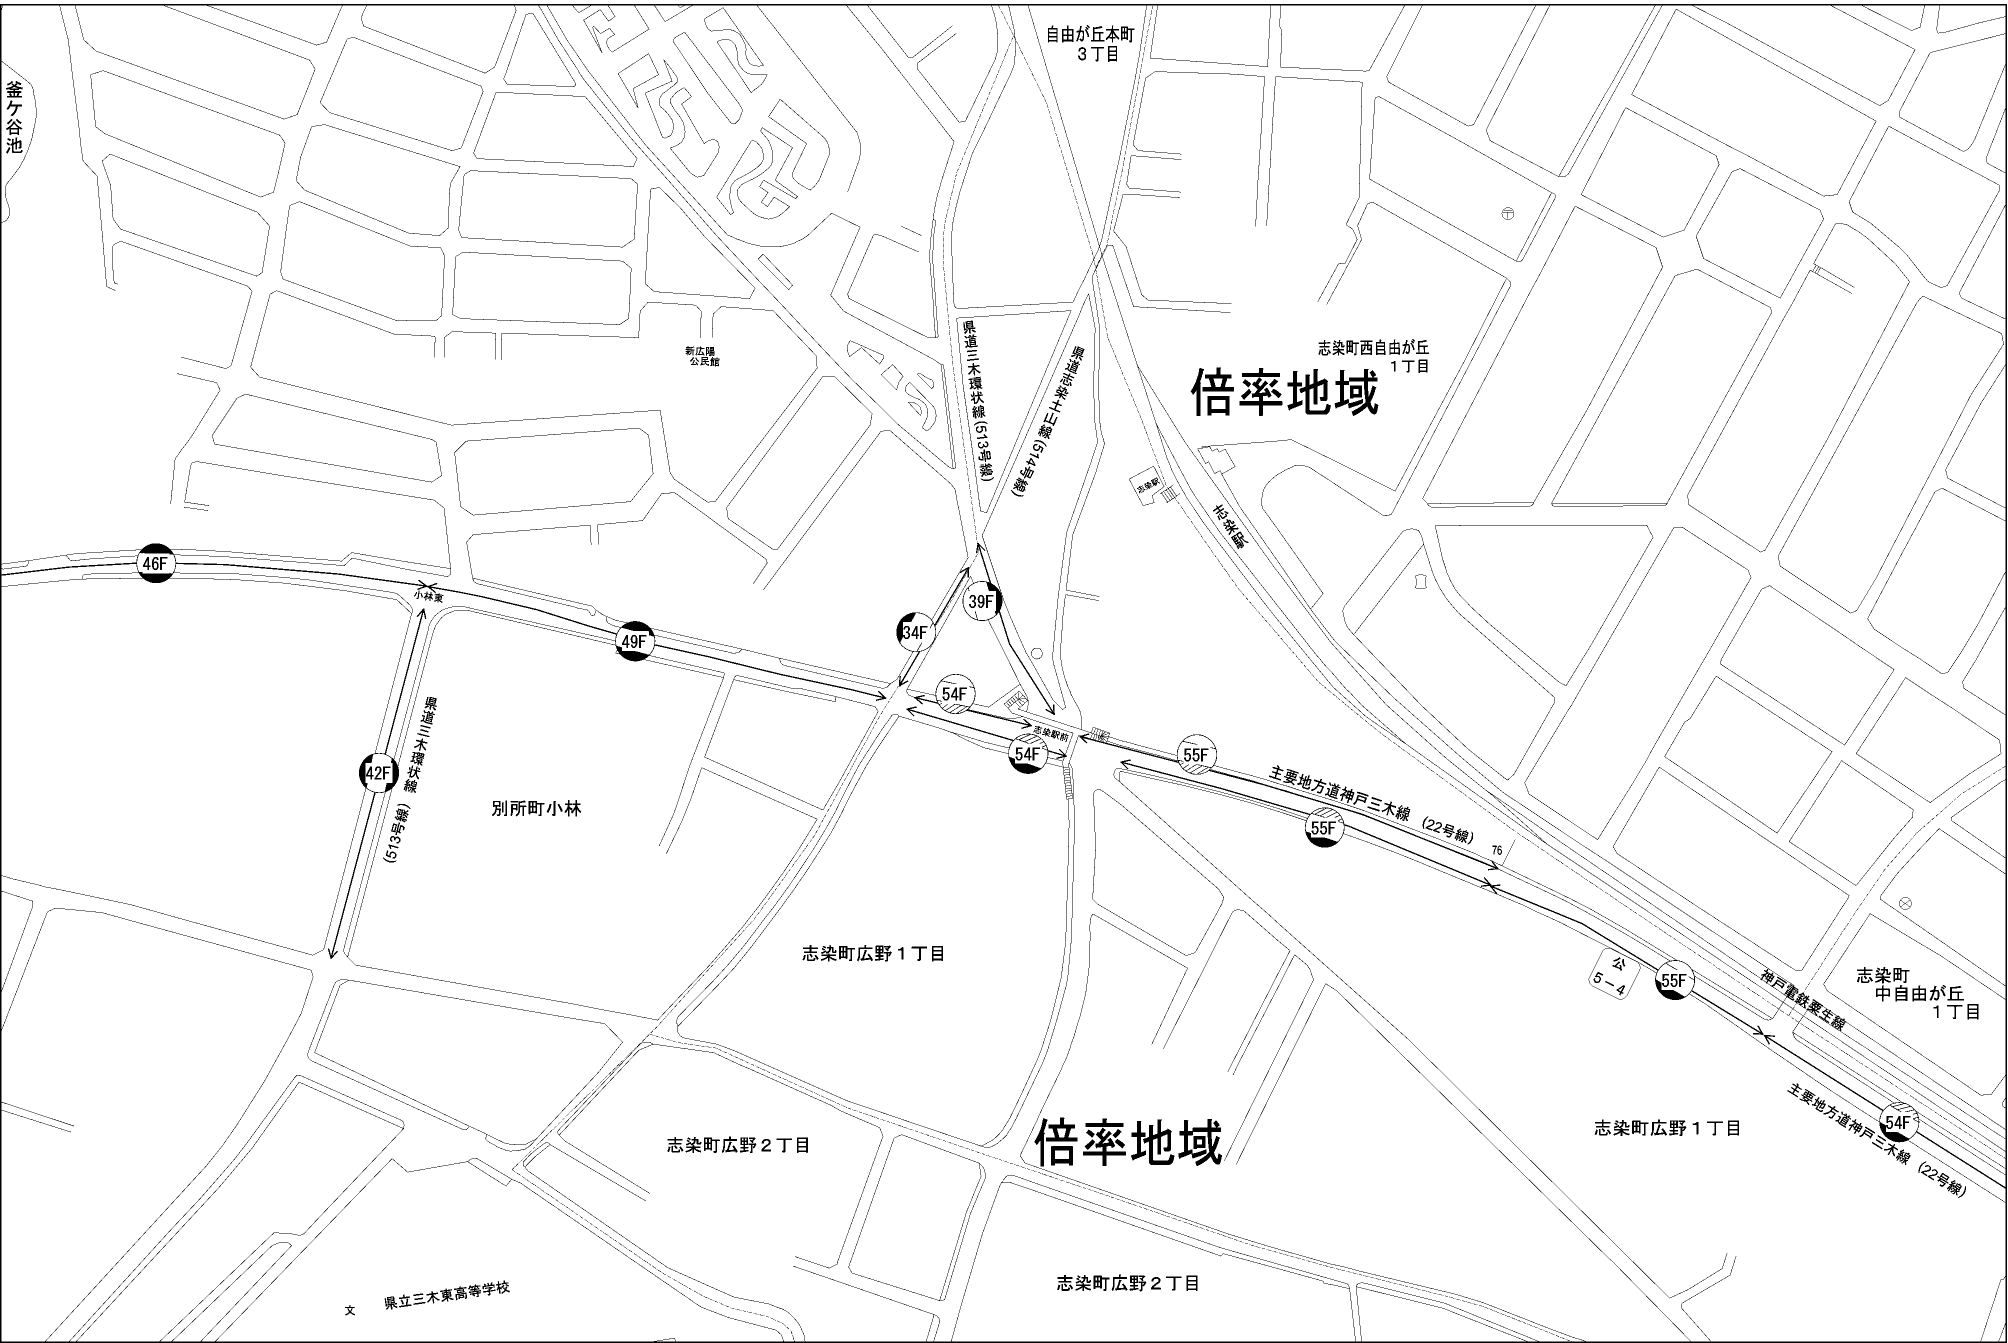 自由が丘本町
３丁目
釜ケ谷池
新広陽
公民館
県道三木環状線(513号線)
県道志染土山線(514号線)
志染町西自由が丘
１丁目
倍率地域
志染駅
志染駅
46F
小林東
49F
34F
39F
54F
志染駅前
54F
55F
主要地方道神戸三木線 (22号線)
55F
76
42F
県道三木環状線 (513号線)
別所町小林
志染町広野１丁目
公
5－4
55F
神戸電鉄粟生線
志染町
中自由が丘
１丁目
主要地方道神戸三木線 (22号線)
54F
志染町広野２丁目
倍率地域
志染町広野１丁目
志染町広野２丁目
文 県立三木東高等学校